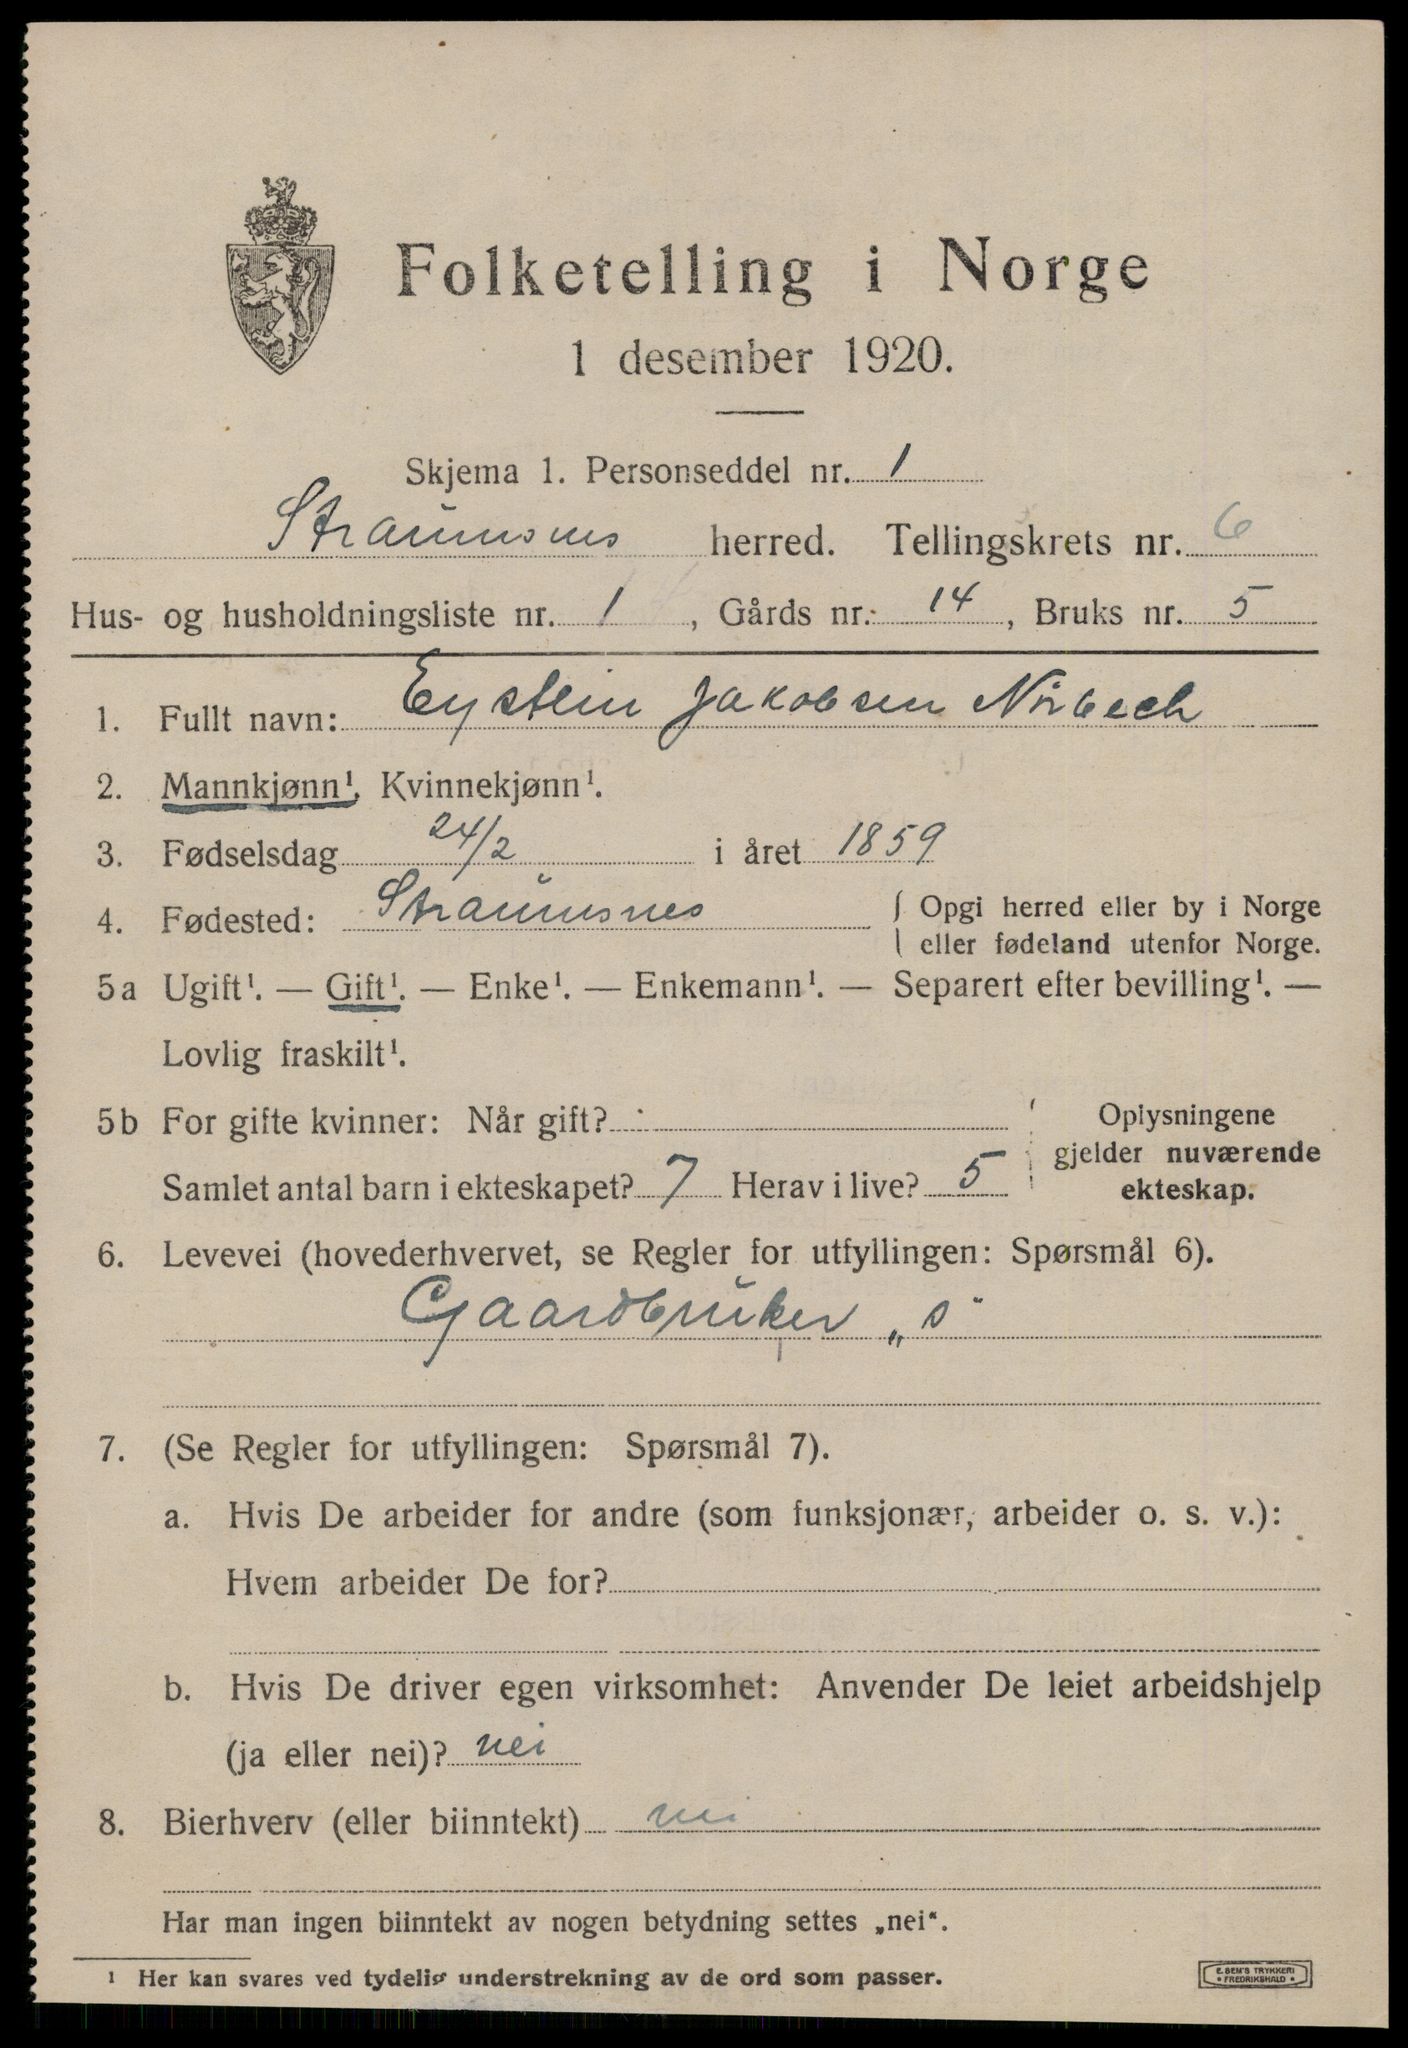 Folketelling i Norge
1 desember 1920.
Skjema 1. Personseddel nr. 1
Straumsnes herred. Tellingskrets nr. 6
Hus- og husholdningsliste nr. 1, Gårds nr. 14, Bruks nr. 5
1. Fullt navn: Eystein Jakobsen Nirbech
2. Mannkjønn¹, Kvinnekjønn¹.
3. Fødselsdag 24/2 i året 1859
4. Fødested: Straumsnes { Opgi herred eller by i Norge
eller fødeland utenfor Norge.
5a Ugift¹. — Gift¹. — Enke¹. — Enkemann¹. — Separert efter bevilling¹. —
Lovlig fraskilt¹.
5b For gifte kvinner: Når gift? Oplysningene
gjelder nuværende
Samlet antal barn i ekteskapet? 7 Herav i live? 5 ekteskap.
6. Levevei (hovederhvervet, se Regler for utfyllingen: Spørsmål 6).
Gaardbruker „s"
7. (Se Regler for utfyllingen: Spørsmål 7).
a. Hvis De arbeider for andre (som funksjonær, arbeider o. s. v.):
Hvem arbeider De for?
b. Hvis De driver egen virksomhet: Anvender De leiet arbeidshjelp
(ja eller nei)? nei
8. Bierhverv (eller biinntekt) nei
Har man ingen biinntekt av nogen betydning settes „nei“.
¹ Her kan svares ved tydelig understrekning av de ord som passer.
E. SEM'S TRYKKERI
• FREDRIKSHALD •